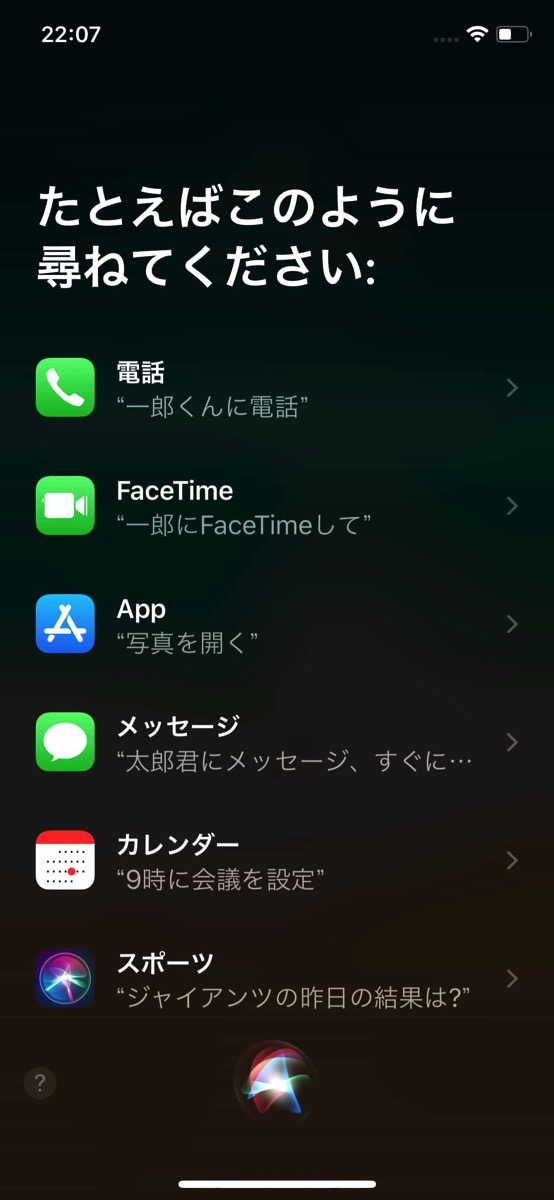 22:07
たとえばこのように
尋ねてください:
電話
“一郎くんに電話”
FaceTime
“一郎にFaceTimeして”
App
“写真を開く”
メッセージ
“太郎君にメッセージ、すぐに…
カレンダー
“9時に会議を設定”
スポーツ
“ジャイアンツの昨日の結果は?”
?